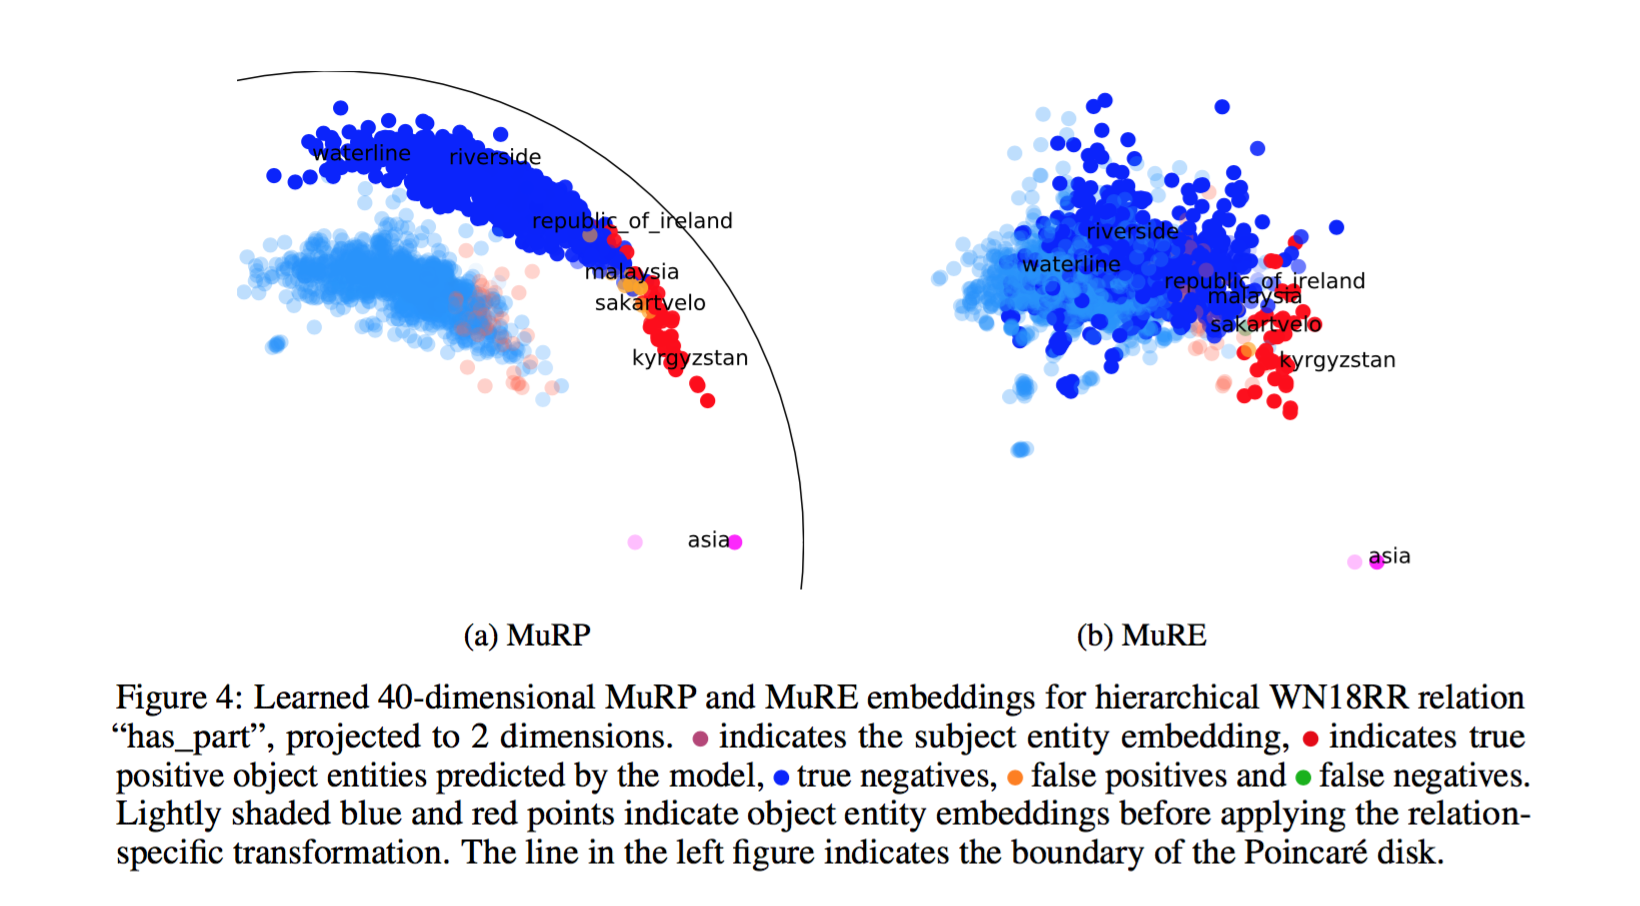 waterline
riverside
republic_of_ireland
malaysia
sakartvelo
kyrgyzstan
asia
riverside
waterline
republic_of_ireland
malaysia
sakartvelo
kyrgyzstan
asia
(a) MuRP
(b) MuRE
Figure 4: Learned 40-dimensional MuRP and MuRE embeddings for hierarchical WN18RR relation
“has_part”, projected to 2 dimensions. ● indicates the subject entity embedding, ● indicates true
positive object entities predicted by the model, ● true negatives, ● false positives and ● false negatives.
Lightly shaded blue and red points indicate object entity embeddings before applying the relation-
specific transformation. The line in the left figure indicates the boundary of the Poincaré disk.